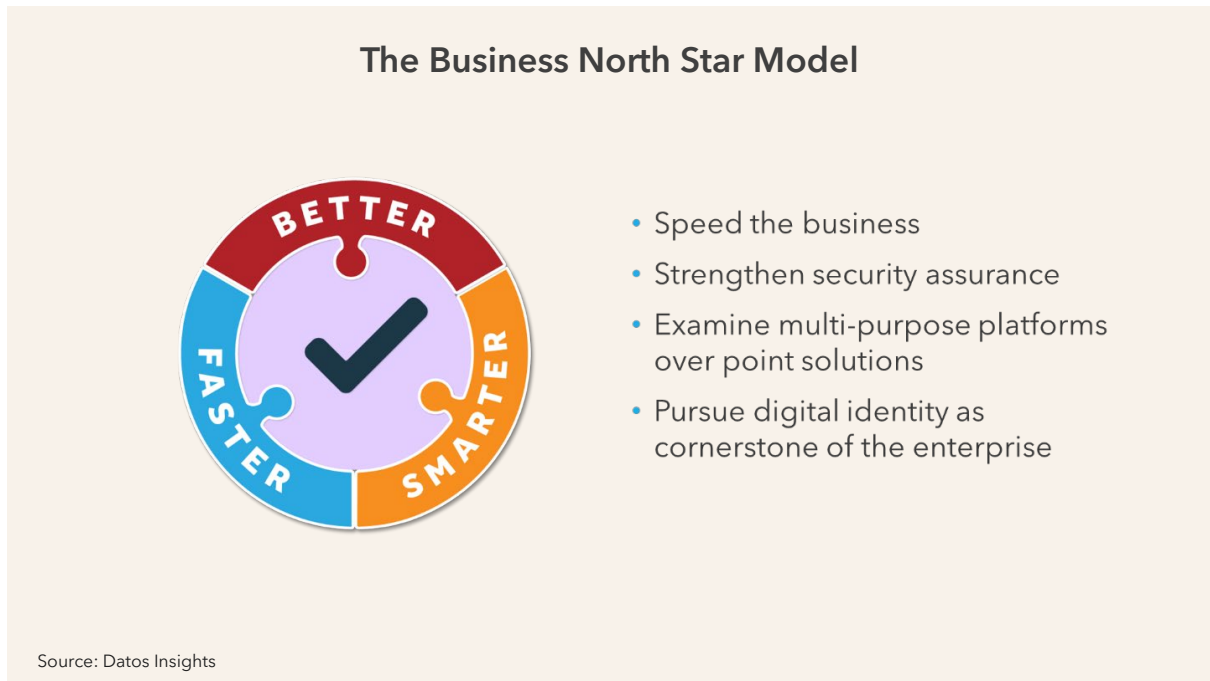 The Business North Star Model
BETTER
FASTER
SMARTER
• Speed the business
• Strengthen security assurance
• Examine multi-purpose platforms
over point solutions
• Pursue digital identity as
cornerstone of the enterprise
Source: Datos Insights